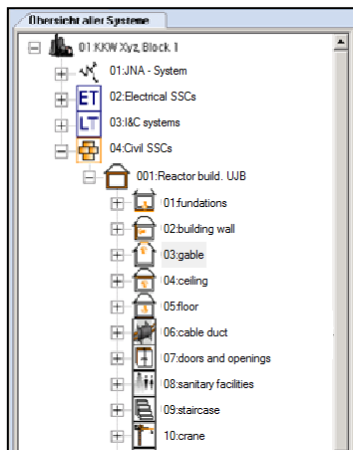 Übersicht aller Systeme
01:KKW Xyz, Block 1
01:JNA - System
ET 02:Electrical SSCs
LT 03:I&C systems
04:Civil SSCs
001:Reactor build. UJB
01:fundations
02:building wall
03:gable
04:ceiling
05:floor
06:cable duct
07:doors and openings
08:sanitary facilities
09:staircase
10:crane